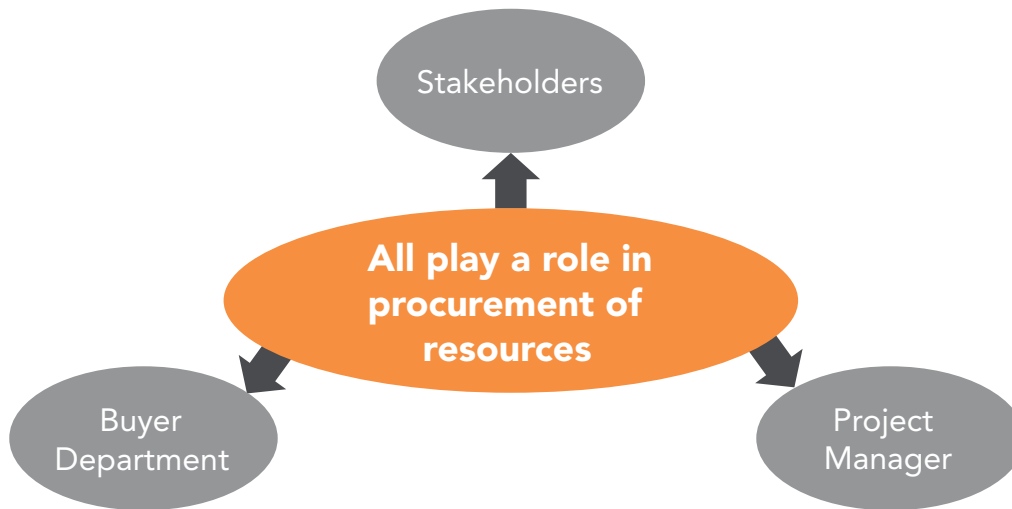 Stakeholders
All play a role in
procurement of
resources
Buyer
Department
Project
Manager